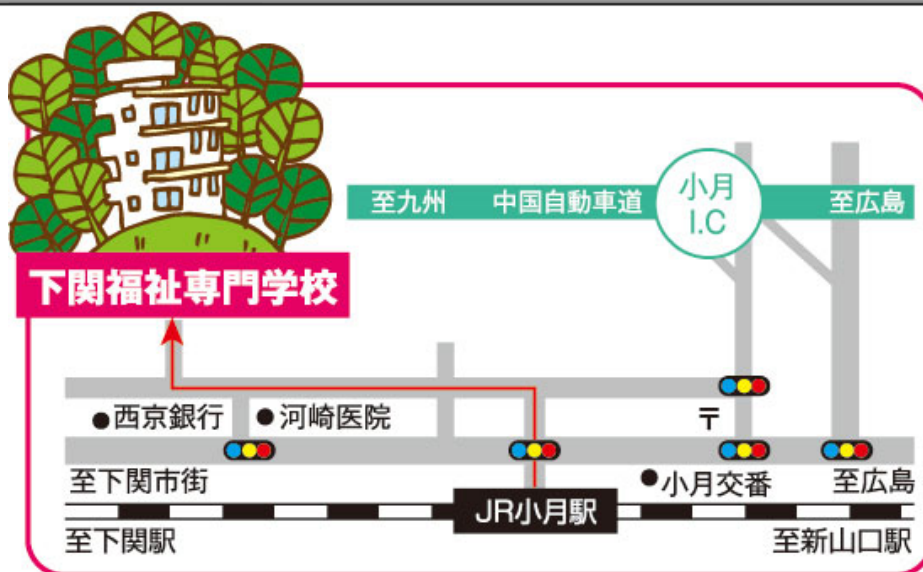 至九州
中国自動車道
小月
I.C
至広島
下関福祉専門学校
西京銀行
河崎医院
〒
至下関市街
小月交番
至広島
JR小月駅
至下関駅
至新山口駅